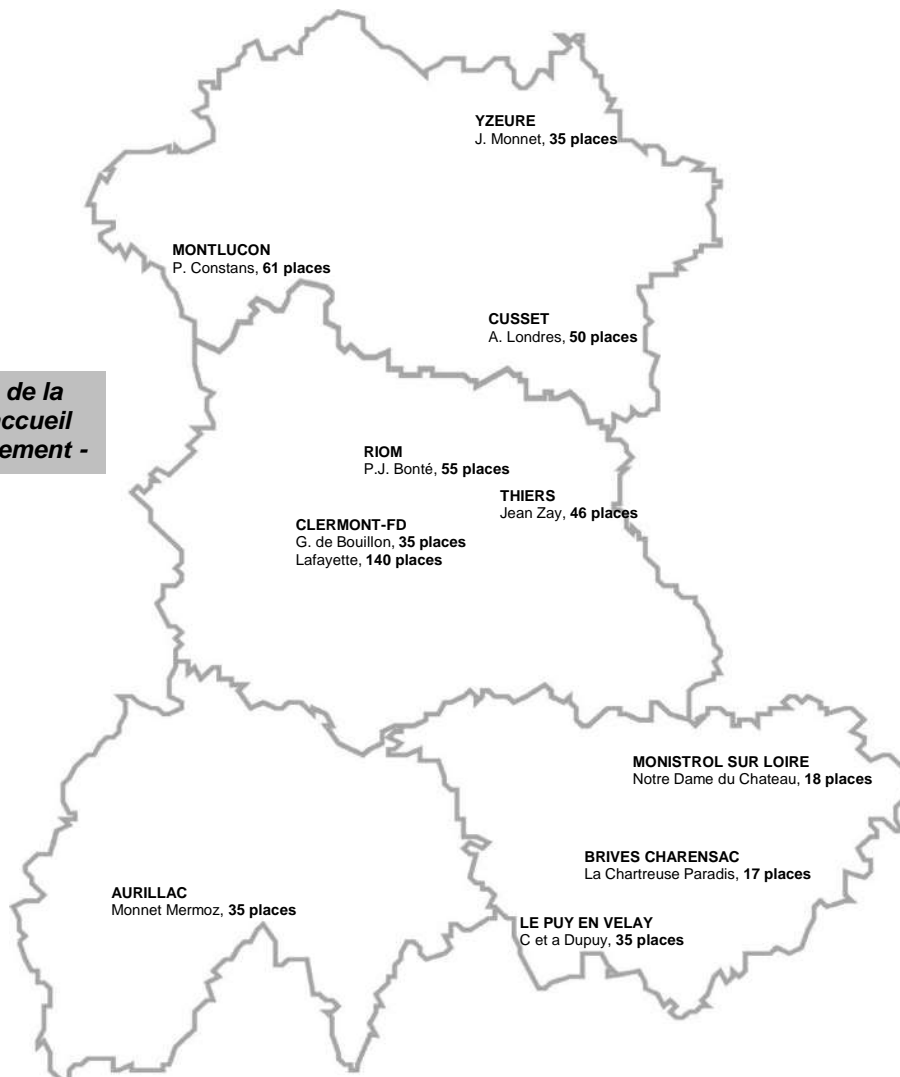 YZEURE
J. Monnet, 35 places
MONTLUCON
P. Constans, 61 places
CUSSET
A. Londres, 50 places
de la
ccueil
ement -
RIOM
P.J. Bonté, 55 places
THIERS
Jean Zay, 46 places
CLERMONT-FD
G. de Bouillon, 35 places
Lafayette, 140 places
MONISTROL SUR LOIRE
Notre Dame du Chateau, 18 places
BRIVES CHARENSAC
La Chartreuse Paradis, 17 places
AURILLAC
Monnet Mermoz, 35 places
LE PUY EN VELAY
C et a Dupuy, 35 places